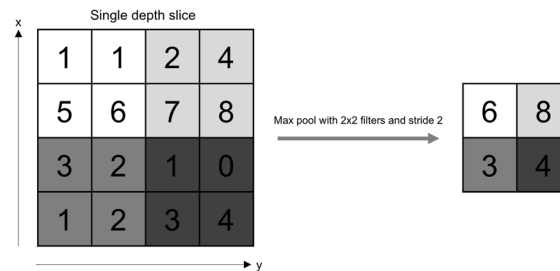 Single depth slice
x
1 1 2 4
5 6 7 8
3 2 1 0
1 2 3 4
y
Max pool with 2x2 filters and stride 2
6 8
3 4